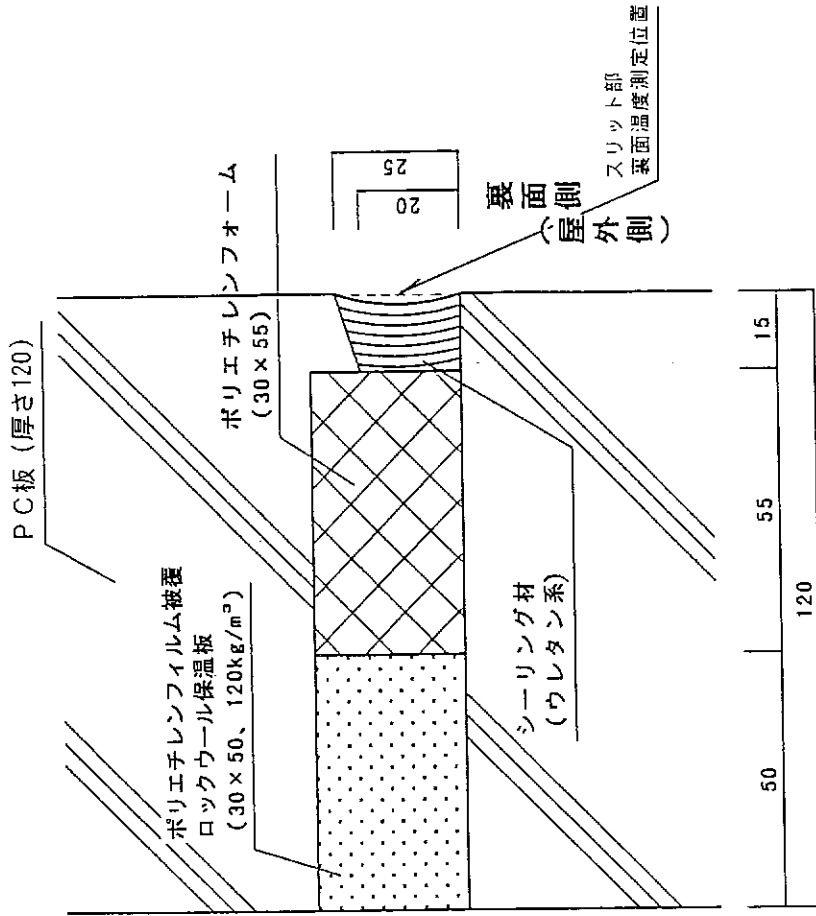 PC板(厚さ120)
ポリエチレンフィルム被覆
ロックウール保温板
(30×50、120kg/m³)
ポリエチレンフォーム
(30×55)
シーリング材
(ウレタン系)
25
20
裏面側
(屋外側)
スリット部
裏面温度測定位置
50
55
15
120